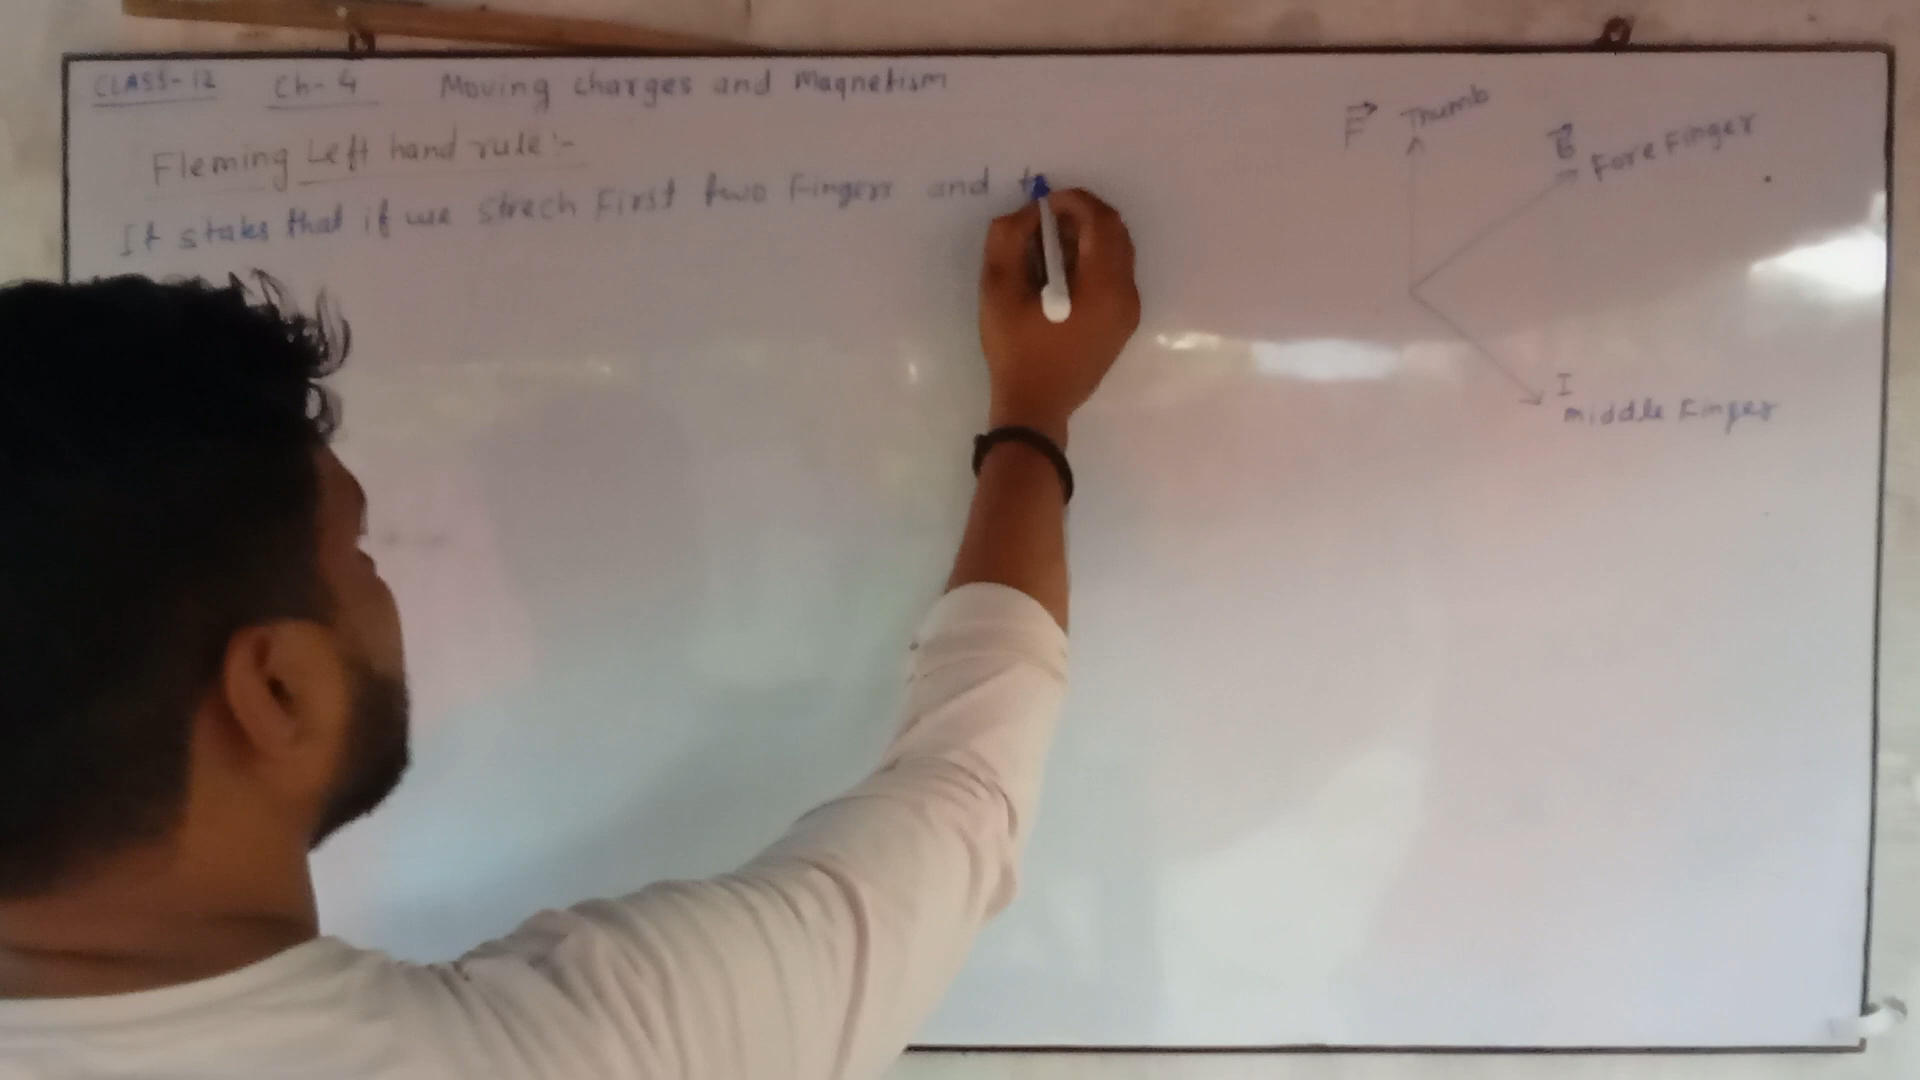 CLASS-12 Ch-4 Moving charges and Magnetism
Fleming Left hand rule:-
It states that if we strech First two Fingers and t
F Thumb
B Fore Finger
I
middle Finger